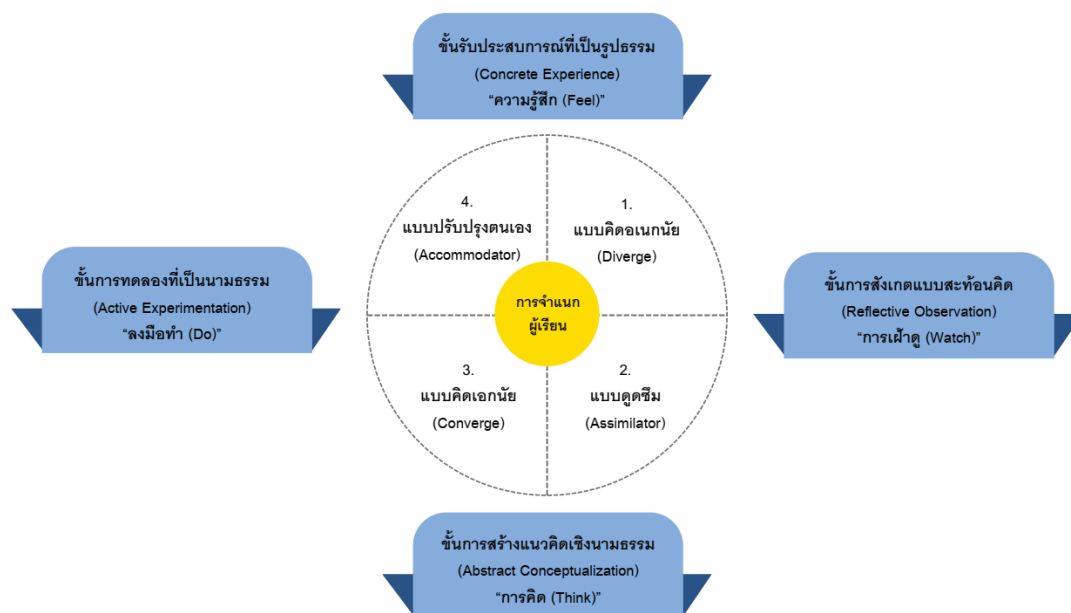 ขั้นรับประสบการณ์ที่เป็นรูปธรรม
(Concrete Experience)
“ความรู้สึก (Feel)”
4.
แบบปรับปรุงตนเอง
(Accommodator)
1.
แบบคิดอเนกนัย
(Diverge)
ขั้นการทดลองที่เป็นนามธรรม
(Active Experimentation)
“ลงมือทำ (Do)”
การจำแนก
ผู้เรียน
ขั้นการสังเกตแบบสะท้อนคิด
(Reflective Observation)
“การเฝ้าดู (Watch)”
3.
แบบคิดเอกนัย
(Converge)
2.
แบบดูดซึม
(Assimilator)
ขั้นการสร้างแนวคิดเชิงนามธรรม
(Abstract Conceptualization)
“การคิด (Think)”